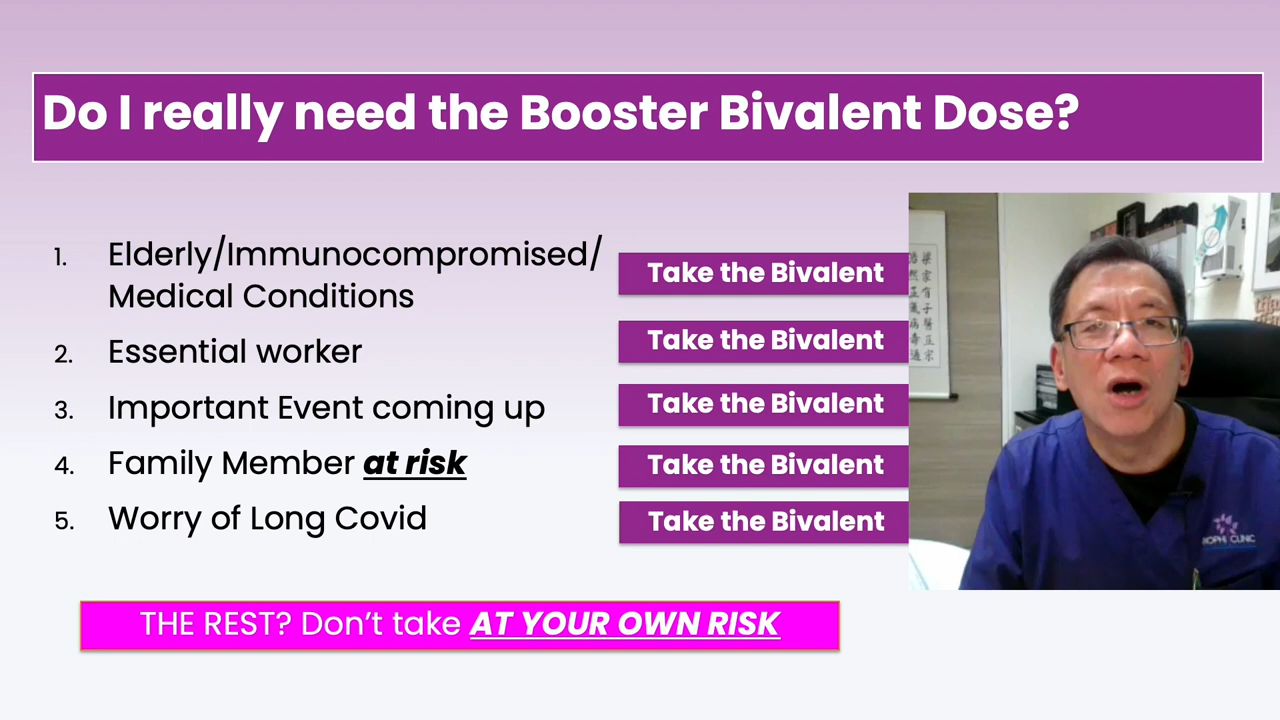 Do I really need the Booster Bivalent Dose?
1. Elderly/Immunocompromised/
Medical Conditions
Take the Bivalent
2. Essential worker
Take the Bivalent
3. Important Event coming up
Take the Bivalent
4. Family Member at risk
Take the Bivalent
5. Worry of Long Covid
Take the Bivalent
THE REST? Don’t take AT YOUR OWN RISK
CLINIC